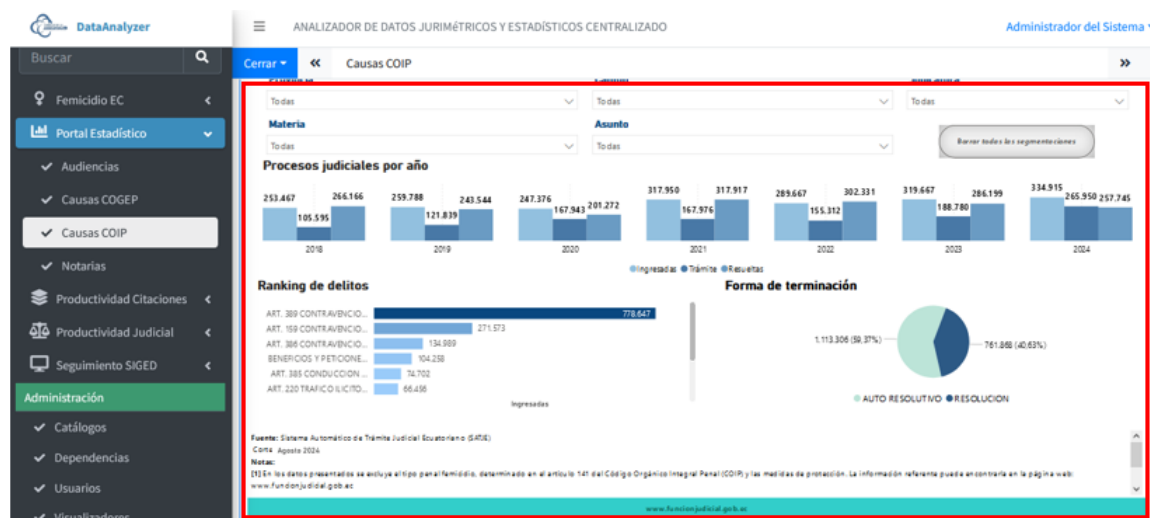 DataAnalyzer
ANALIZADOR DE DATOS JURIMéTRICOS Y ESTADíSTICOS CENTRALIZADO
Administrador del Sistema
Buscar
Cerrar
Causas COIP
Femicidio EC
Portal Estadístico
Audiencias
Causas COGEP
Causas COIP
Notarias
Productividad Citaciones
Productividad Judicial
Seguimiento SIGED
Administración
Catálogos
Dependencias
Usuarios
Visualizadores
Todas
Todas
Todas
Materia
Asunto
Todas
Todas
Borrar todas las segmentaciones
Procesos judiciales por año
253.467 105.595 266.166
259.788 121.839 243.544
247.376 167.943 201.272
317.950 167.976 317.917
289.667 155.312 302.331
319.667 188.780 286.199
334.915 265.950 257.745
2018 2019 2020 2021 2022 2023 2024
Ingresadas Trámite Resueltas
Ranking de delitos
ART. 389 CONTRAVENCIO... 778.647
ART. 159 CONTRAVENCIO... 271.573
ART. 386 CONTRAVENCIO... 134.989
BENEFICIOS Y PETICIONE... 104.258
ART. 385 CONDUCCION ... 74.702
ART. 220 TRAFICO ILICITO... 66.456
Ingresadas
Forma de terminación
1.113.306 (59,37%)
761.868 (40,63%)
AUTO RESOLUTIVO RESOLUCION
Fuente: Sistema Automático de Trámite Judicial Ecuatoriano (SATJE)
Corte Agosto 2024
Notas:
[1] En los datos presentados se excluye al tipo penal femicidio, determinado en el artículo 141 del Código Orgánico Integral Penal (COIP) y las medidas de protección. La información referente puede encontrarla en la página web:
www.funcionjudicial.gob.ec
www.funcionjudicial.gob.ec